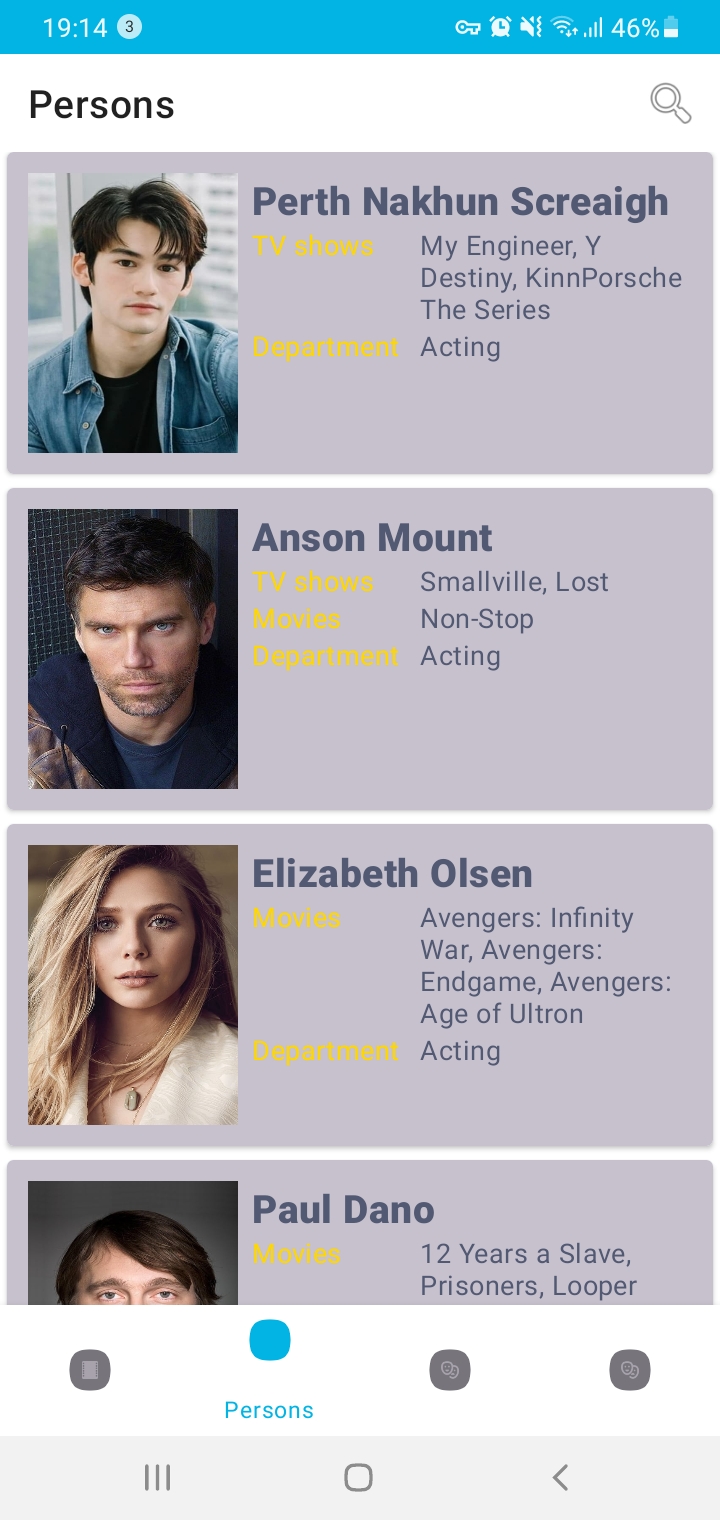 19:14 3 46%
Persons
Perth Nakhun Screaigh
TV shows My Engineer, Y
Destiny, KinnPorsche
The Series
Department Acting
Anson Mount
TV shows Smallville, Lost
Movies Non-Stop
Department Acting
Elizabeth Olsen
Movies Avengers: Infinity
War, Avengers:
Endgame, Avengers:
Age of Ultron
Department Acting
Paul Dano
Movies 12 Years a Slave,
Prisoners, Looper
Persons